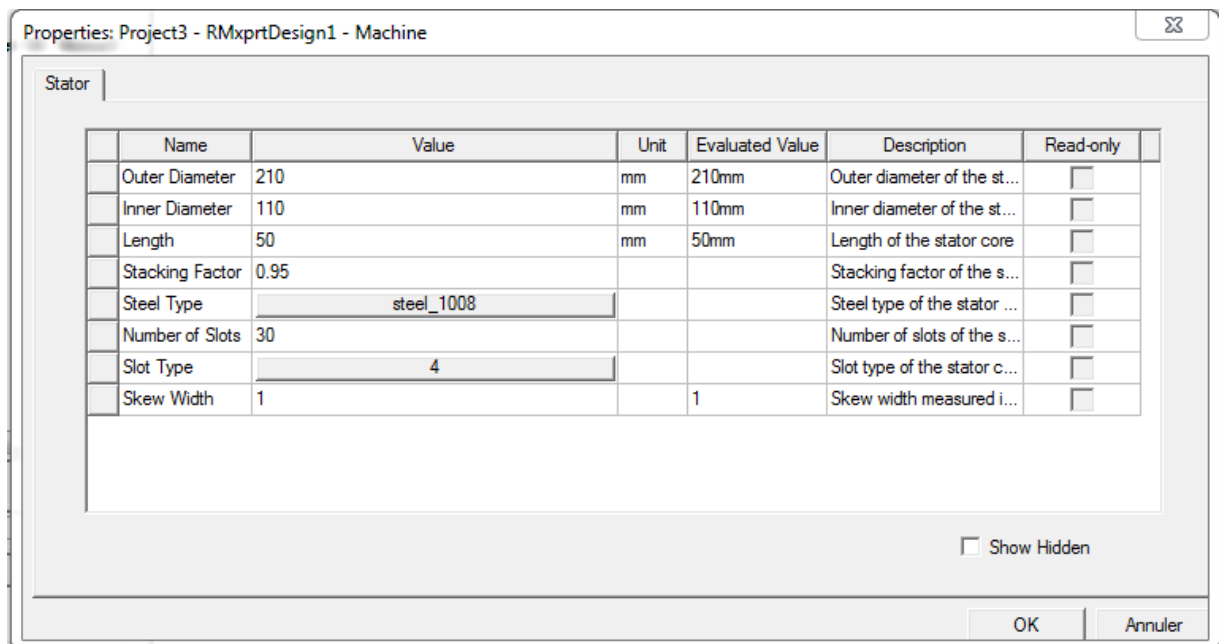 Properties: Project3 - RMxprtDesign1 - Machine
Stator
Name Value Unit Evaluated Value Description Read-only
Outer Diameter 210 mm 210mm Outer diameter of the st...
Inner Diameter 110 mm 110mm Inner diameter of the st...
Length 50 mm 50mm Length of the stator core
Stacking Factor 0.95 Stacking factor of the s...
Steel Type steel_1008 Steel type of the stator ...
Number of Slots 30 Number of slots of the s...
Slot Type 4 Slot type of the stator c...
Skew Width 1 1 Skew width measured i...
Show Hidden
OK Annuler